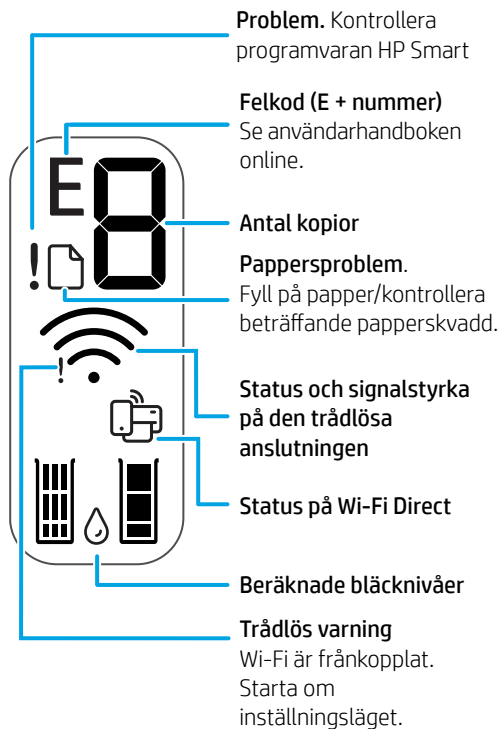 Problem. Kontrollera
programvaran HP Smart
Felkod (E + nummer)
Se användarhandboken
online.
E8
Antal kopior
!
Pappersproblem.
Fyll på papper/kontrollera
beträffande papperskvadd.
!
Status och signalstyrka
på den trådlösa
anslutningen
Status på Wi-Fi Direct
Beräknade bläcknivåer
Trådlös varning
Wi-Fi är frånkopplat.
Starta om
inställningsläget.